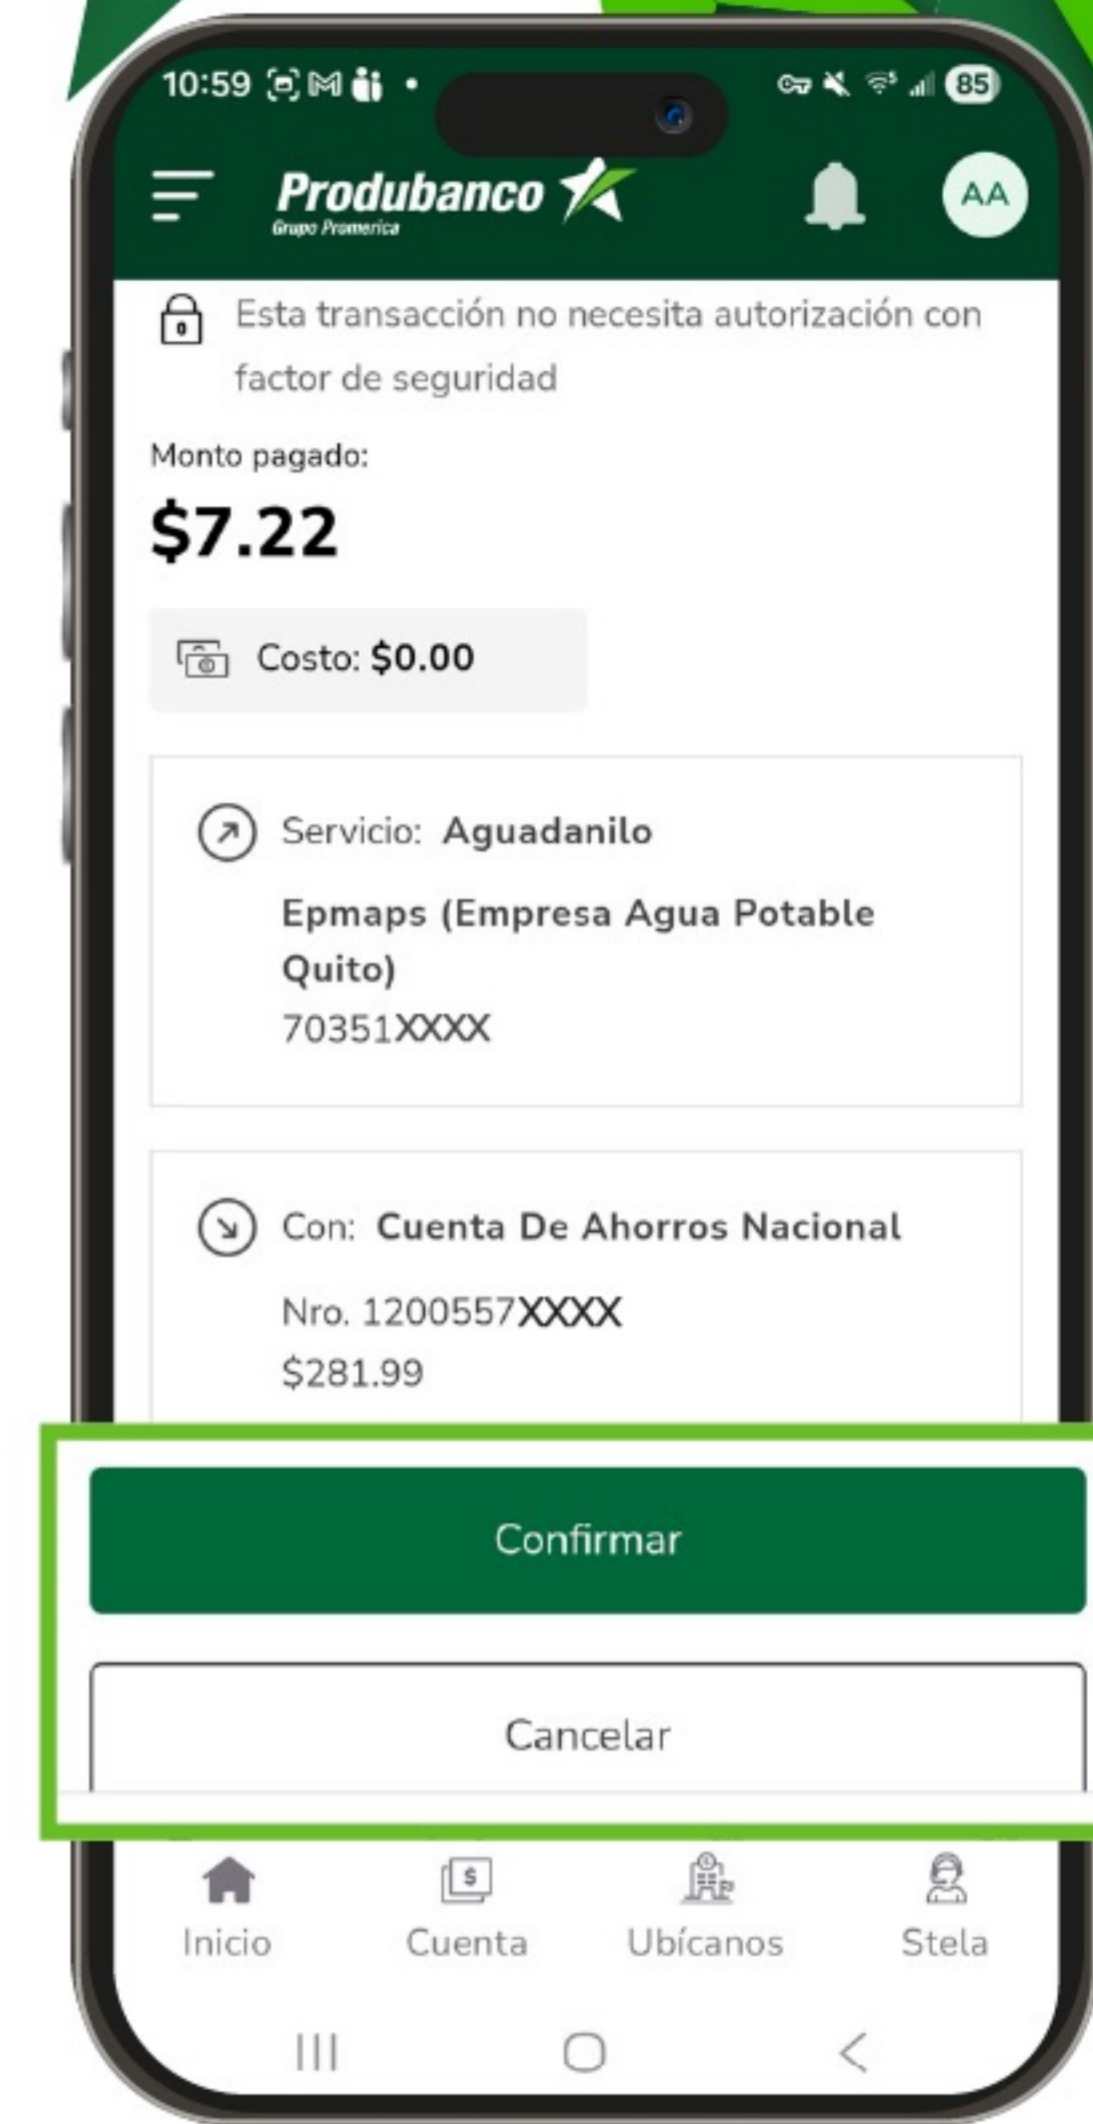 10:59
85
Produbanco
Grupo Promerica
AA
Esta transacción no necesita autorización con
factor de seguridad
Monto pagado:
$7.22
Costo: $0.00
Servicio: Aguadanilo
Epmaps (Empresa Agua Potable
Quito)
70351XXXX
Con: Cuenta De Ahorros Nacional
Nro. 1200557XXXX
$281.99
Confirmar
Cancelar
Inicio
Cuenta
Ubícanos
Stela